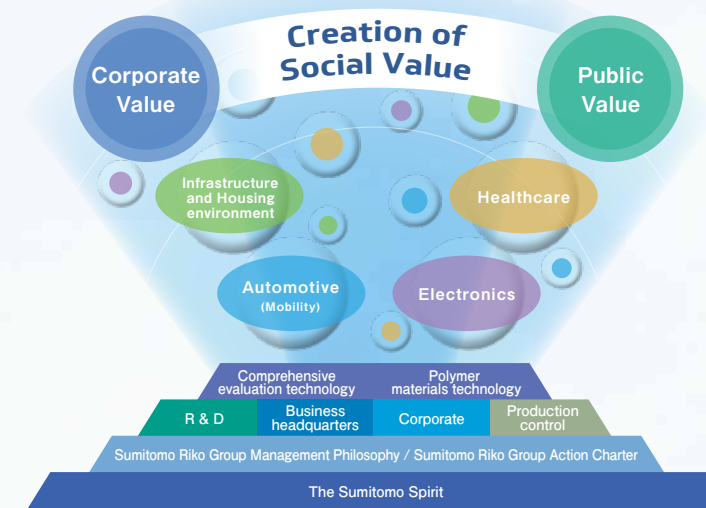 Creation of
Social Value
Corporate
Value
Public
Value
Infrastructure
and Housing
environment
Healthcare
Automotive
(Mobility)
Electronics
Comprehensive
evaluation technology
Polymer
materials technology
R & D
Business
headquarters
Corporate
Production
control
Sumitomo Riko Group Management Philosophy / Sumitomo Riko Group Action Charter
The Sumitomo Spirit